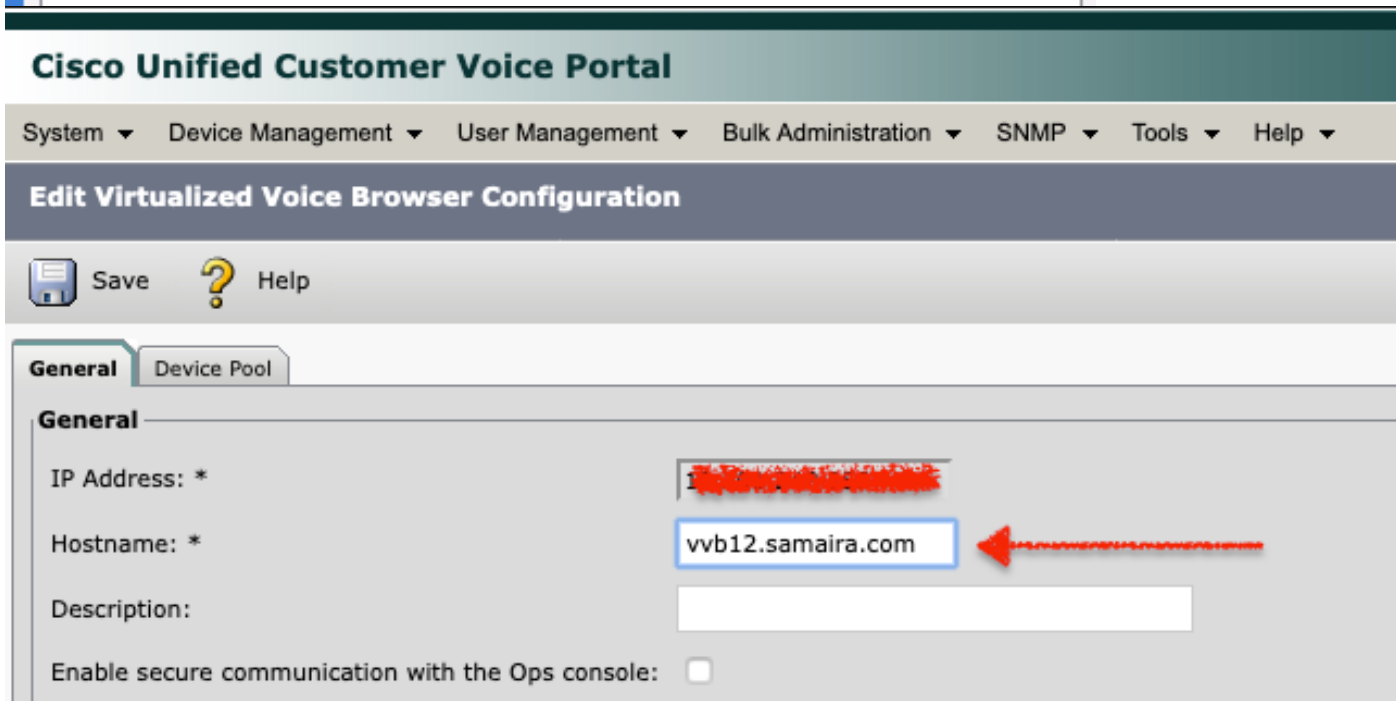 Cisco Unified Customer Voice Portal
System Device Management User Management Bulk Administration SNMP Tools Help
Edit Virtualized Voice Browser Configuration
Save Help
General Device Pool
General
IP Address: *
Hostname: * vvb12.samaira.com
Description:
Enable secure communication with the Ops console: